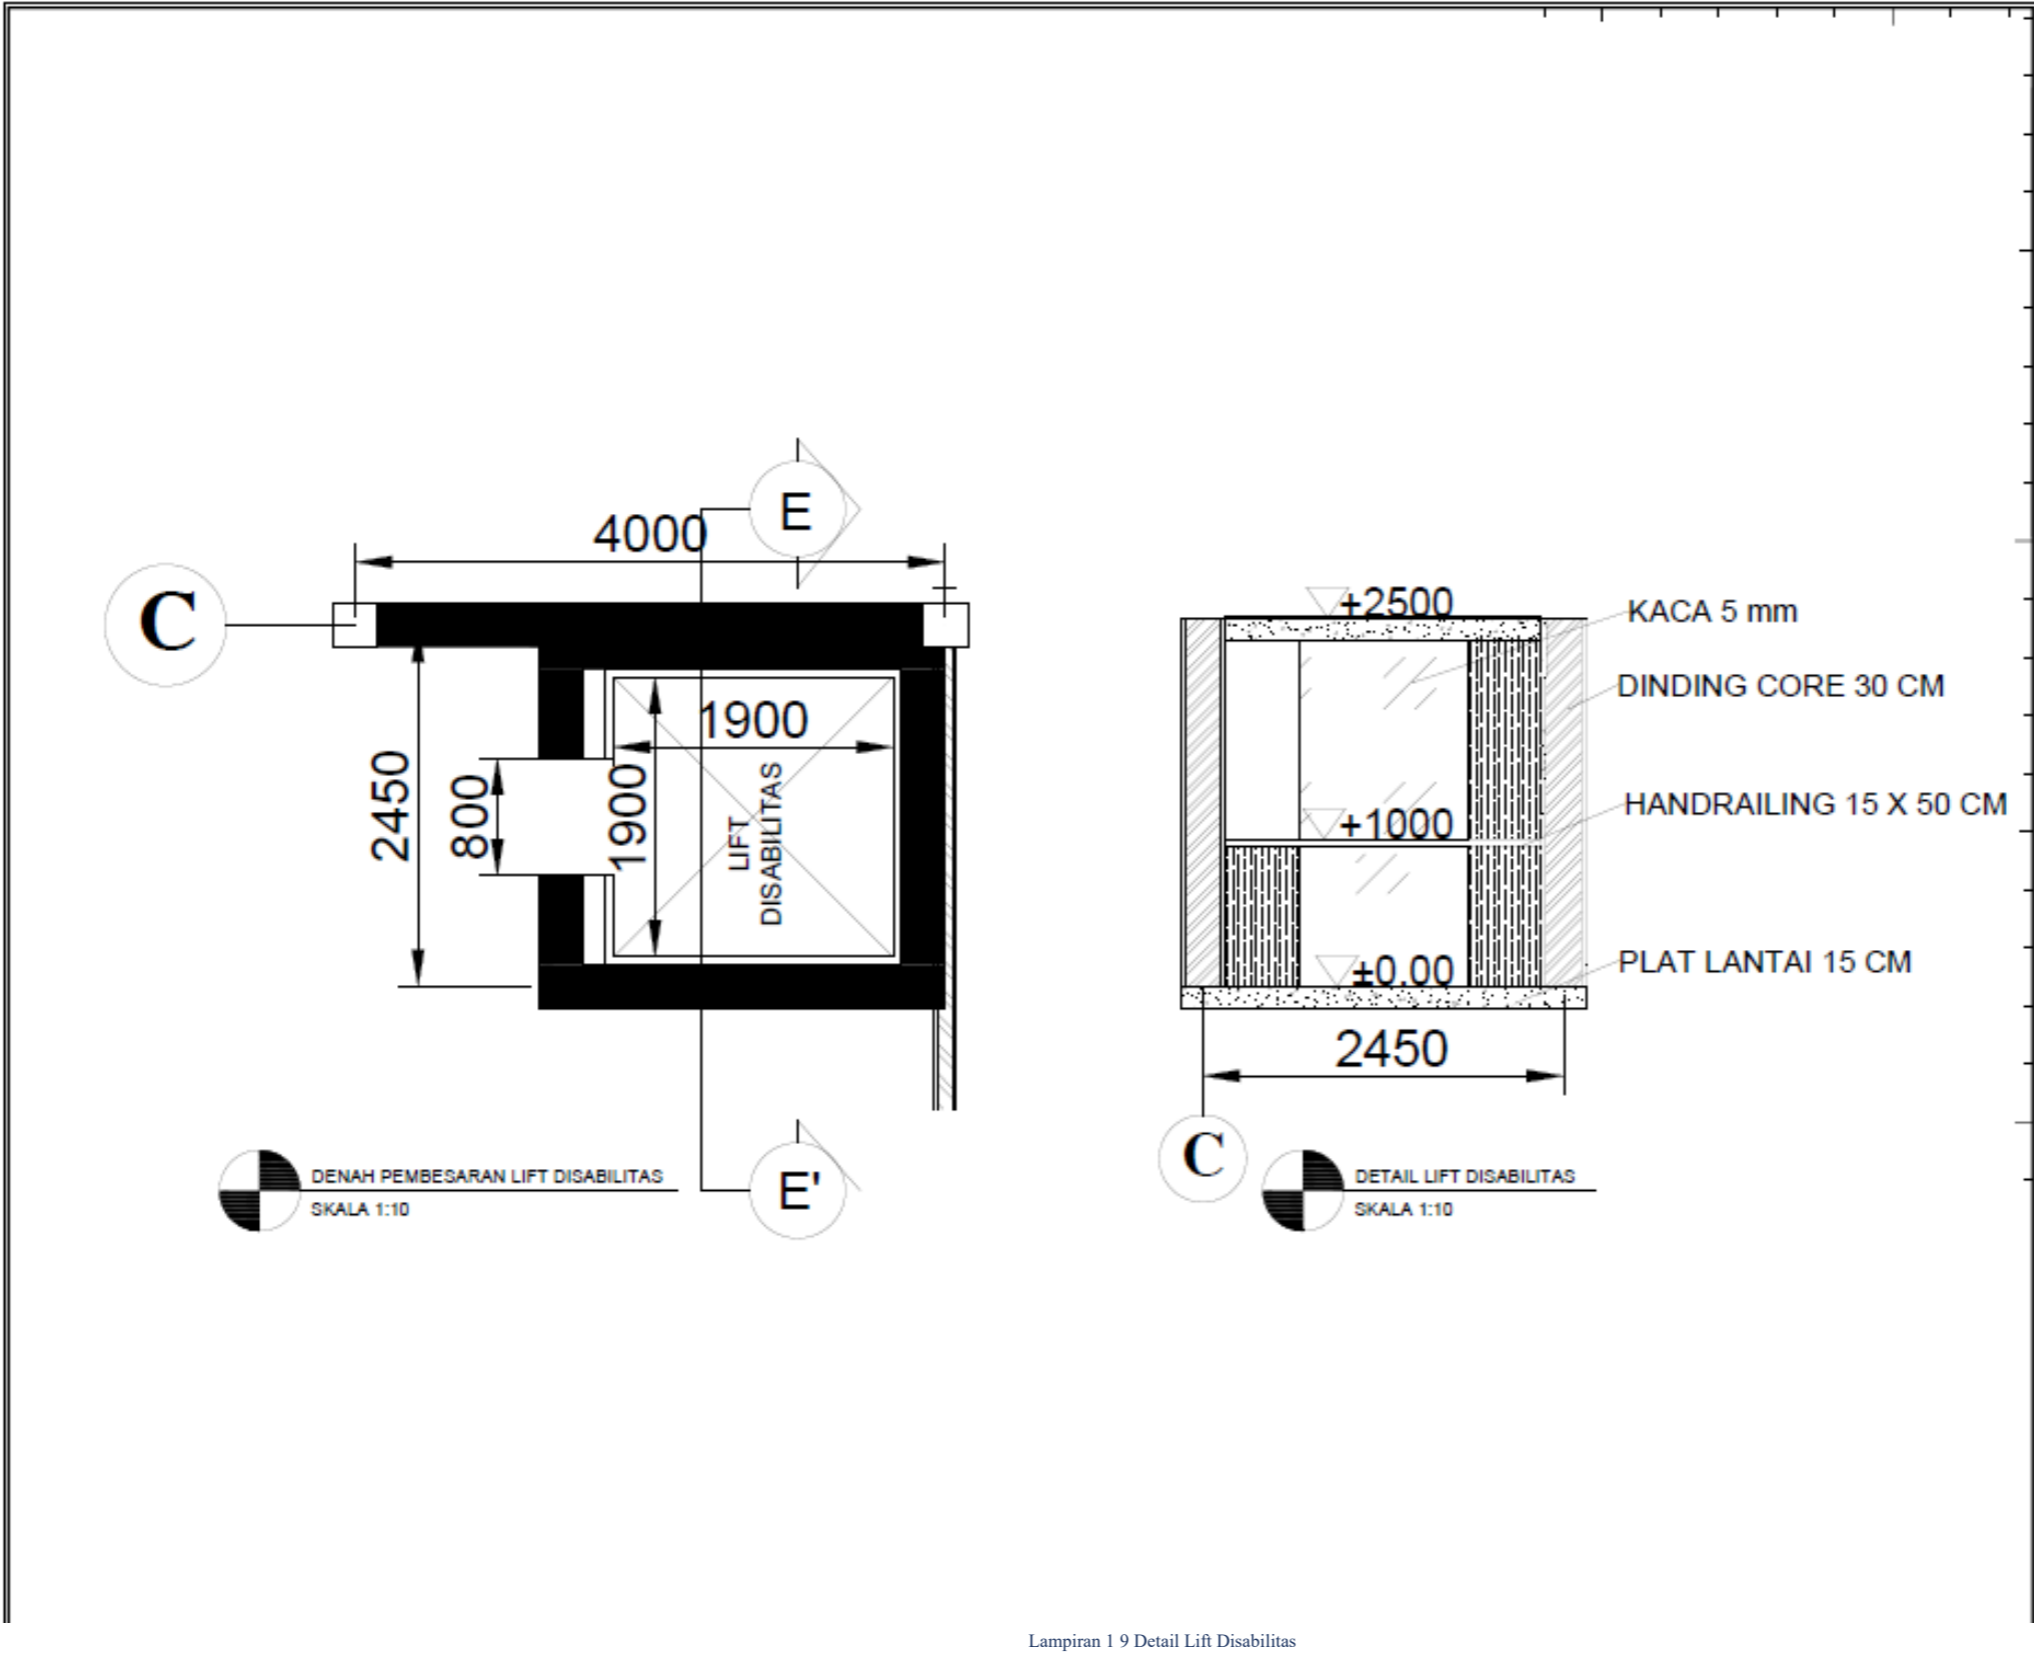 E
4000
C
1900
2450
800
1900
LIFT
DISABILITAS
E'
DENAH PEMBESARAN LIFT DISABILITAS
SKALA 1:10
+2500
KACA 5 mm
DINDING CORE 30 CM
HANDRAILING 15 X 50 CM
+1000
PLAT LANTAI 15 CM
±0.00
2450
C
DETAIL LIFT DISABILITAS
SKALA 1:10
Lampiran 1 9 Detail Lift Disabilitas